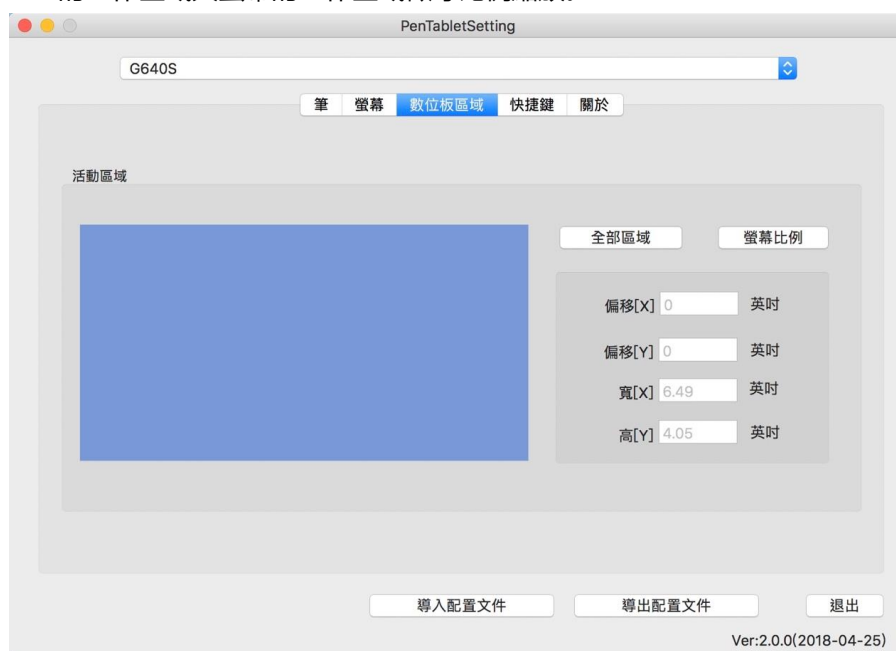 PenTabletSetting
G640S
筆 螢幕 數位板區域 快捷鍵 關於
活動區域
全部區域 螢幕比例
偏移[X] 0 英吋
偏移[Y] 0 英吋
寬[X] 6.49 英吋
高[Y] 4.05 英吋
導入配置文件 導出配置文件 退出
Ver:2.0.0(2018-04-25)